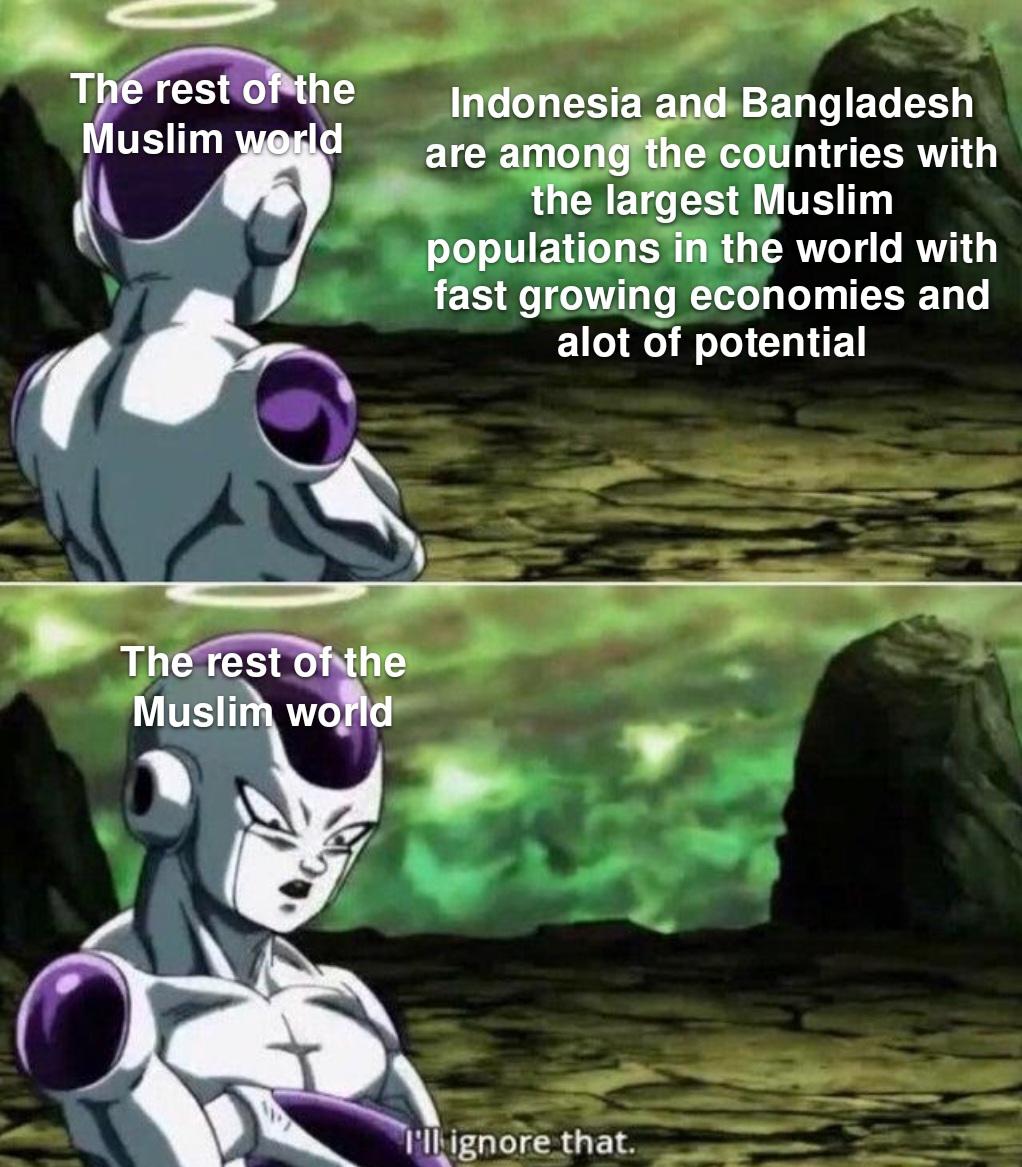 The rest of the
Muslim world
Indonesia and Bangladesh
are among the countries with
the largest Muslim
populations in the world with
fast growing economies and
alot of potential
The rest of the
Muslim world
I'll ignore that.